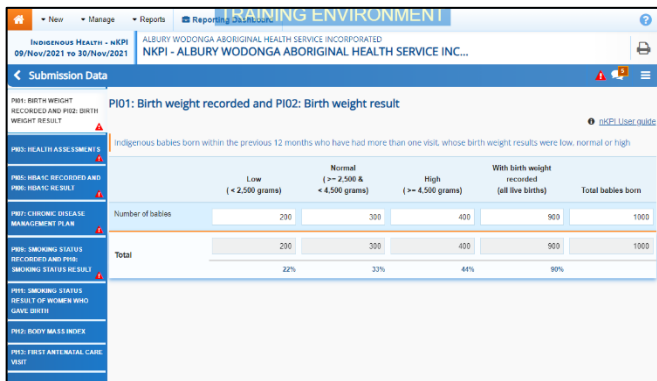 New
Manage
Reports
Reporting Dashboard
TRAINING ENVIRONMENT
INDIGENOUS HEALTH - NKPI
09/NOV/2021 TO 30/NOV/2021
ALBURY WODONGA ABORIGINAL HEALTH SERVICE INCORPORATED
NKPI - ALBURY WODONGA ABORIGINAL HEALTH SERVICE INC...
Submission Data
5
PI01: BIRTH WEIGHT
RECORDED AND PI02: BIRTH
WEIGHT RESULT
PI03: HEALTH ASSESSMENTS
PI05: HBA1C RECORDED AND
PI06: HBA1C RESULT
PI07: CHRONIC DISEASE
MANAGEMENT PLAN
PI09: SMOKING STATUS
RECORDED AND PI10:
SMOKING STATUS RESULT
PI11: SMOKING STATUS
RESULT OF WOMEN WHO
GAVE BIRTH
PI12: BODY MASS INDEX
PI13: FIRST ANTENATAL CARE
VISIT
PI01: Birth weight recorded and PI02: Birth weight result
nKPI User guide
Indigenous babies born within the previous 12 months who have had more than one visit, whose birth weight results were low, normal or high
Low
( < 2,500 grams)
Normal
( >= 2,500 &
< 4,500 grams)
High
( >= 4,500 grams)
With birth weight
recorded
(all live births)
Total babies born
Number of babies 200 300 400 900 1000
Total 200 300 400 900 1000
22% 33% 44% 90%